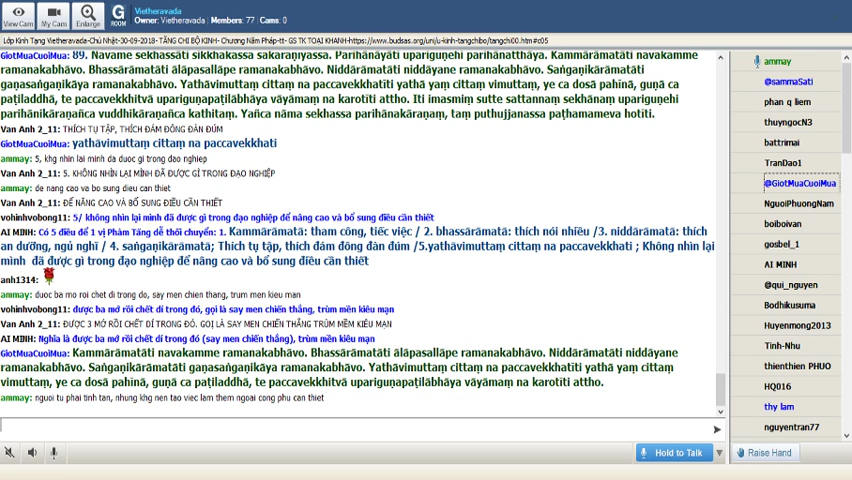 Vietheravada
Owner: Vietheravada | Members: 77 | Cams: 0
View Cam
My Cam
Enlarge
G ROOM
Lớp Kinh Tạng Vietheravada-Chủ Nhật-30-09-2018- TĂNG CHI BỘ KINH- Chương Năm Pháp-tt- GS TK TOẠI KHANH-https://www.budsas.org/uni/u-kinh-tangchibo/tangchi00.htm#c05
GiotMuaCuoiMua: 89. Navame sekhassāti sikkhakassa sakaraṇīyassa. Parihānāyāti upariguṇehi parihānatthāya. Kammārāmatāti navakamme
ramanakabhāvo. Bhassārāmatāti ālāpasallāpe ramanakabhāvo. Niddārāmatāti niddāyane ramanakabhāvo. Saṅgaṇikārāmatāti
gaṇasaṅgaṇikāya ramanakabhāvo. Yathāvimuttaṃ cittaṃ na paccavekkhatīti yathā yaṃ cittaṃ vimuttaṃ, ye ca dosā pahīnā, guṇā ca
paṭiladdhā, te paccavekkhitvā upariguṇapaṭilābhāya vāyāmaṃ na karotīti attho. Iti imasmiṃ sutte sattannaṃ sekhānaṃ upariguṇehi
parihānikāraṇañca vuddhikāraṇañca kathitaṃ. Yañca nāma sekhassa parihānakāraṇaṃ, taṃ puthujjanassa paṭhamameva hotīti.
Van Anh 2_11: THÍCH TỤ TẬP, THÍCH ĐÁM ĐÔNG ĐÀN ĐÚM
GiotMuaCuoiMua: yathāvimuttaṃ cittaṃ na paccavekkhati
ammay: 5, khg nhin lai minh da duoc gi trong dao nghiep
Van Anh 2_11: 5. KHÔNG NHÌN LẠI MÌNH ĐÃ ĐƯỢC GÌ TRONG ĐẠO NGHIỆP
ammay: de nang cao va bo sung dieu can thiet
Van Anh 2_11: ĐỂ NÂNG CAO VÀ BỔ SUNG ĐIỀU CẦN THIẾT
vohinhvobong11: 5/ không nhìn lại mình đã được gì trong đạo nghiệp để nâng cao và bổ sung điều cần thiết
AI MINH: Có 5 điều để 1 vị Phàm Tăng dễ thối chuyển: 1. Kammārāmatā: tham công, tiếc việc / 2. bhassārāmatā: thích nói nhiều /3. niddārāmatā: thích
an dưỡng, ngủ nghỉ / 4. saṅgaṇikārāmatā; Thích tụ tập, thích đám đông đàn đúm /5.yathāvimuttaṃ cittaṃ na paccavekkhati ; Không nhìn lại
mình đã được gì trong đạo nghiệp để nâng cao và bổ sung điều cần thiết
anh1314:
ammay: duoc ba mo roi chet di trong do, say men chien thang, trum men kieu man
vohinhvobong11: được ba mớ rồi chết dí trong đó, gọi là say men chiến thắng, trùm mền kiêu mạn
Van Anh 2_11: ĐƯỢC 3 MỚ RỒI CHẾT DÍ TRONG ĐÓ. GỌI LÀ SAY MEN CHIẾN THẮNG TRÙM MỀM KIÊU MẠN
AI MINH: Nghĩa là được ba mớ rồi chết dí trong đó (say men chiến thắng), trùm mền kiêu mạn
GiotMuaCuoiMua: Kammārāmatāti navakamme ramanakabhāvo. Bhassārāmatāti ālāpasallāpe ramanakabhāvo. Niddārāmatāti niddāyane
ramanakabhāvo. Saṅgaṇikārāmatāti gaṇasaṅgaṇikāya ramanakabhāvo. Yathāvimuttaṃ cittaṃ na paccavekkhatīti yathā yaṃ cittaṃ
vimuttaṃ, ye ca dosā pahīnā, guṇā ca paṭiladdhā, te paccavekkhitvā upariguṇapaṭilābhāya vāyāmaṃ na karotīti attho.
ammay: nguoi tu phai tinh tan, nhung khg nen tao viec lam them ngoai cong phu can thiet
ammay
@sammaSati
phan q liem
thuyngocN3
battrimai
TranDao1
@GiotMuaCuoiMua
NguoiPhuongNam
boiboivan
gosbel_1
AI MINH
@qui_nguyen
Bodhikusuma
Huyenmong2013
Tinh-Nhu
thienthien PHUO
HQ016
thy lam
nguyentran77
Hold to Talk
Raise Hand